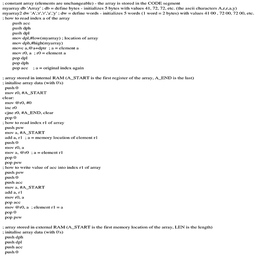 ; constant array (elements are unchangeable) : the array is stored in the CODE segment
myarray db 'Array' ; db = define bytes - initializes 5 bytes with values 41, 72, 72, etc. (the ascii characters A,r,r,a,y)
myarray2 dw 'A','r','r','a','y' ; dw = define words - initializes 5 words (1 word = 2 bytes) with values 41 00 , 72 00, 72 00, etc.
; how to read index a of the array
push acc
push dph
push dpl
mov dpl,#low(myarray) ; location of array
mov dph,#high(myarray)
movc a,@a+dptr ; a = element a
mov r0, a ; r0 = element a
pop dpl
pop dph
pop acc ; a = original index again
; array stored in internal RAM (A_START is the first register of the array, A_END is the last)
; initialise array data (with 0's)
push 0
mov r0, #A_START
clear:
mov @r0, #0
inc r0
cjne r0, #A_END, clear
pop 0
; how to read index r1 of array
push psw
mov a, #A_START
add a, r1 ; a = memory location of element r1
push 0
mov r0, a
mov a, @r0 ; a = element r1
pop 0
pop psw
; how to write value of acc into index r1 of array
push psw
push 0
push acc
mov a, #A_START
add a, r1
mov r0, a
pop acc
mov @r0, a ; element r1 = a
pop 0
pop psw
; array stored in external RAM (A_START is the first memory location of the array, LEN is the length)
; initialise array data (with 0's)
push dph
push dpl
push acc
push 0